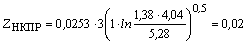 Z_НКПР = 0,0253 · 3(1 · ln 1,38 · 4,04 / 5,28)^0,5 = 0,02